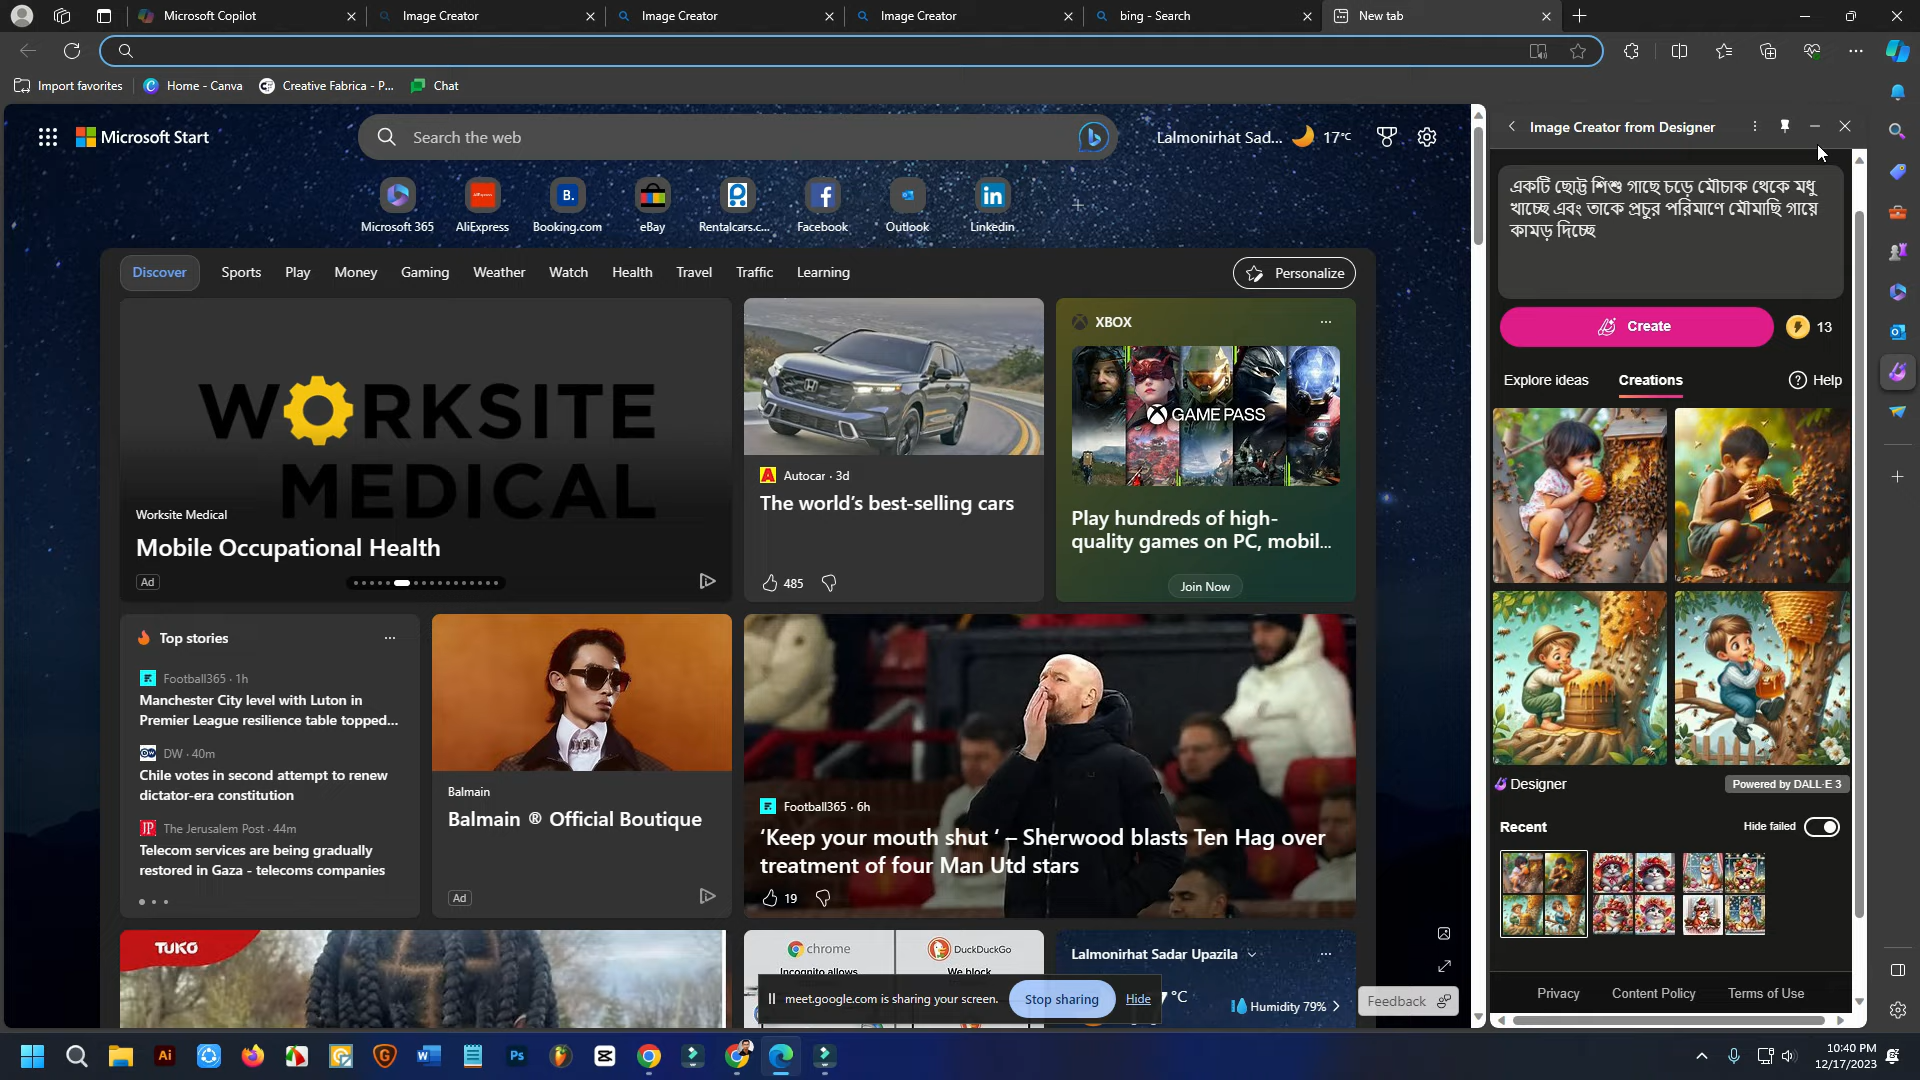 Microsoft Copilot
Image Creator
Image Creator
Image Creator
bing - Search
New tab
Import favorites
Home - Canva
Creative Fabrica - P...
Chat
Microsoft Start
Search the web
Lalmonirhat Sad...
17°C
Microsoft 365
AliExpress
Booking.com
eBay
Rentalcars.c...
Facebook
Outlook
Linkedin
Discover
Sports
Play
Money
Gaming
Weather
Watch
Health
Travel
Traffic
Learning
Personalize
WORKSITE
MEDICAL
Worksite Medical
Mobile Occupational Health
Ad
Autocar · 3d
The world's best-selling cars
485
XBOX
GAME PASS
Play hundreds of high-
quality games on PC, mobil...
Join Now
Top stories
Football365 · 1h
Manchester City level with Luton in
Premier League resilience table topped...
DW · 40m
Chile votes in second attempt to renew
dictator-era constitution
The Jerusalem Post · 44m
Telecom services are being gradually
restored in Gaza - telecoms companies
Balmain
Balmain ® Official Boutique
Ad
Football365 · 6h
‘Keep your mouth shut ‘ – Sherwood blasts Ten Hag over
treatment of four Man Utd stars
19
TUKO
chrome
Incognito allows
DuckDuckGo
We block
Lalmonirhat Sadar Upazila
°C
Humidity 79%
Feedback
meet.google.com is sharing your screen.
Stop sharing
Hide
Image Creator from Designer
একটি ছোট্ট শিশু গাছে চড়ে মৌচাক থেকে মধু
খাচ্ছে এবং তাকে প্রচুর পরিমাণে মৌমাছি গায়ে
কামড় দিচ্ছে
Create
13
Explore ideas
Creations
Help
Designer
Powered by DALL·E 3
Recent
Hide failed
Privacy
Content Policy
Terms of Use
10:40 PM
12/17/2023